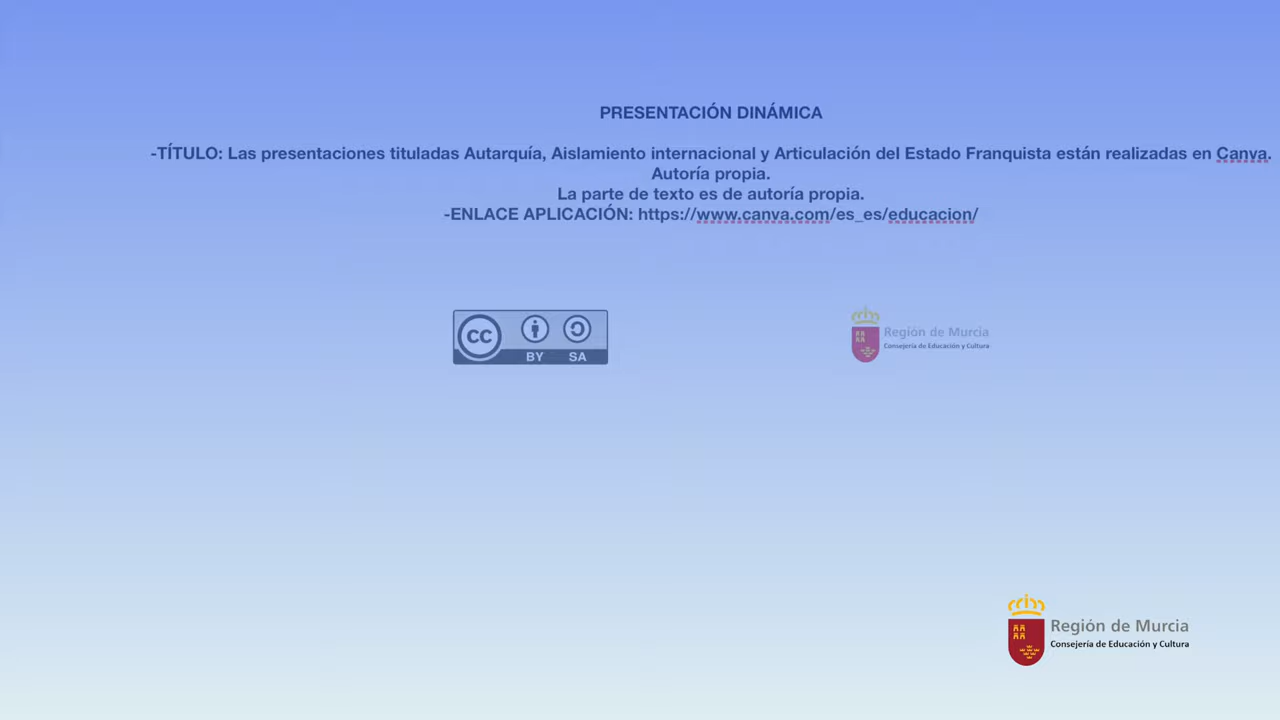 PRESENTACIÓN DINÁMICA
-TÍTULO: Las presentaciones tituladas Autarquía, Aislamiento internacional y Articulación del Estado Franquista están realizadas en Canva.
Autoría propia.
La parte de texto es de autoría propia.
-ENLACE APLICACIÓN: https://www.canva.com/es_es/educacion/
cc
BY SA
Región de Murcia
Consejería de Educación y Cultura
Región de Murcia
Consejería de Educación y Cultura